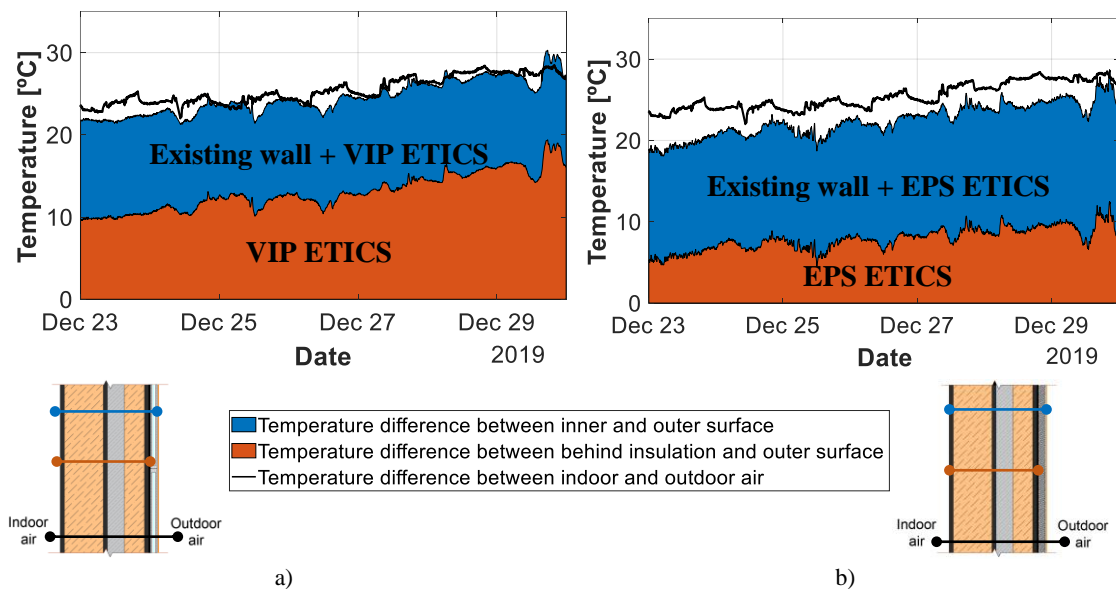 Temperature [ºC]
30
20
10
0
Existing wall + VIP ETICS
VIP ETICS
Dec 23
Dec 25
Dec 27
Dec 29
2019
Date
Temperature [ºC]
30
20
10
0
Existing wall + EPS ETICS
EPS ETICS
Dec 23
Dec 25
Dec 27
Dec 29
2019
Date
Indoor
air
Outdoor
air
Temperature difference between inner and outer surface
Temperature difference between behind insulation and outer surface
Temperature difference between indoor and outdoor air
Indoor
air
Outdoor
air
a)
b)